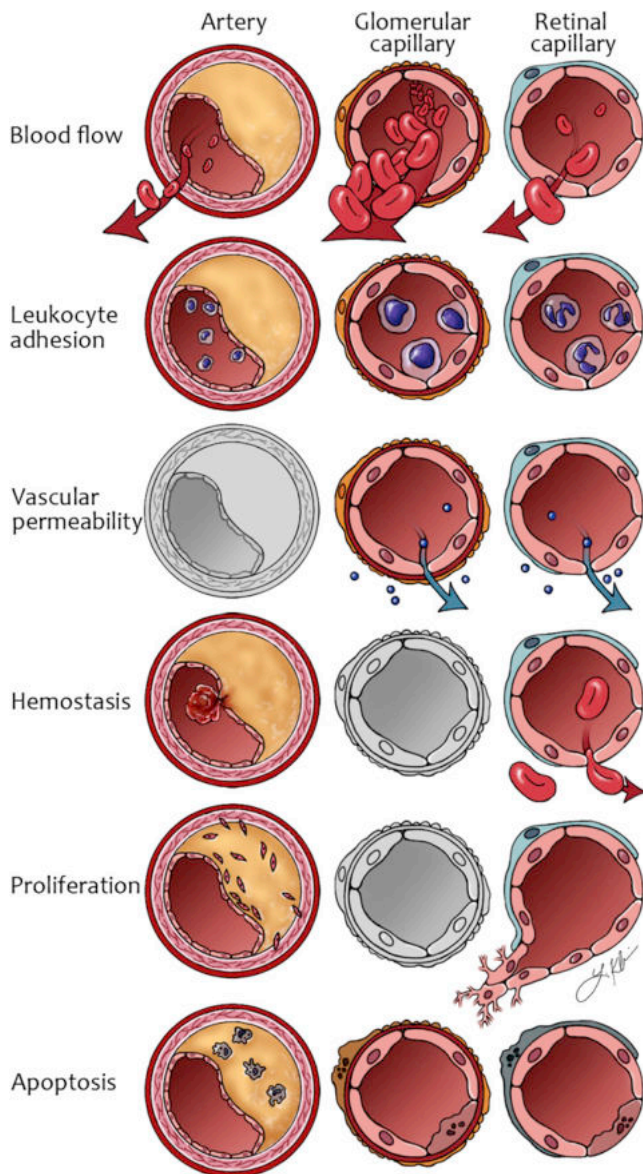 Artery
Glomerular
capillary
Retinal
capillary
Blood flow
Leukocyte
adhesion
Vascular
permeability
Hemostasis
Proliferation
Apoptosis